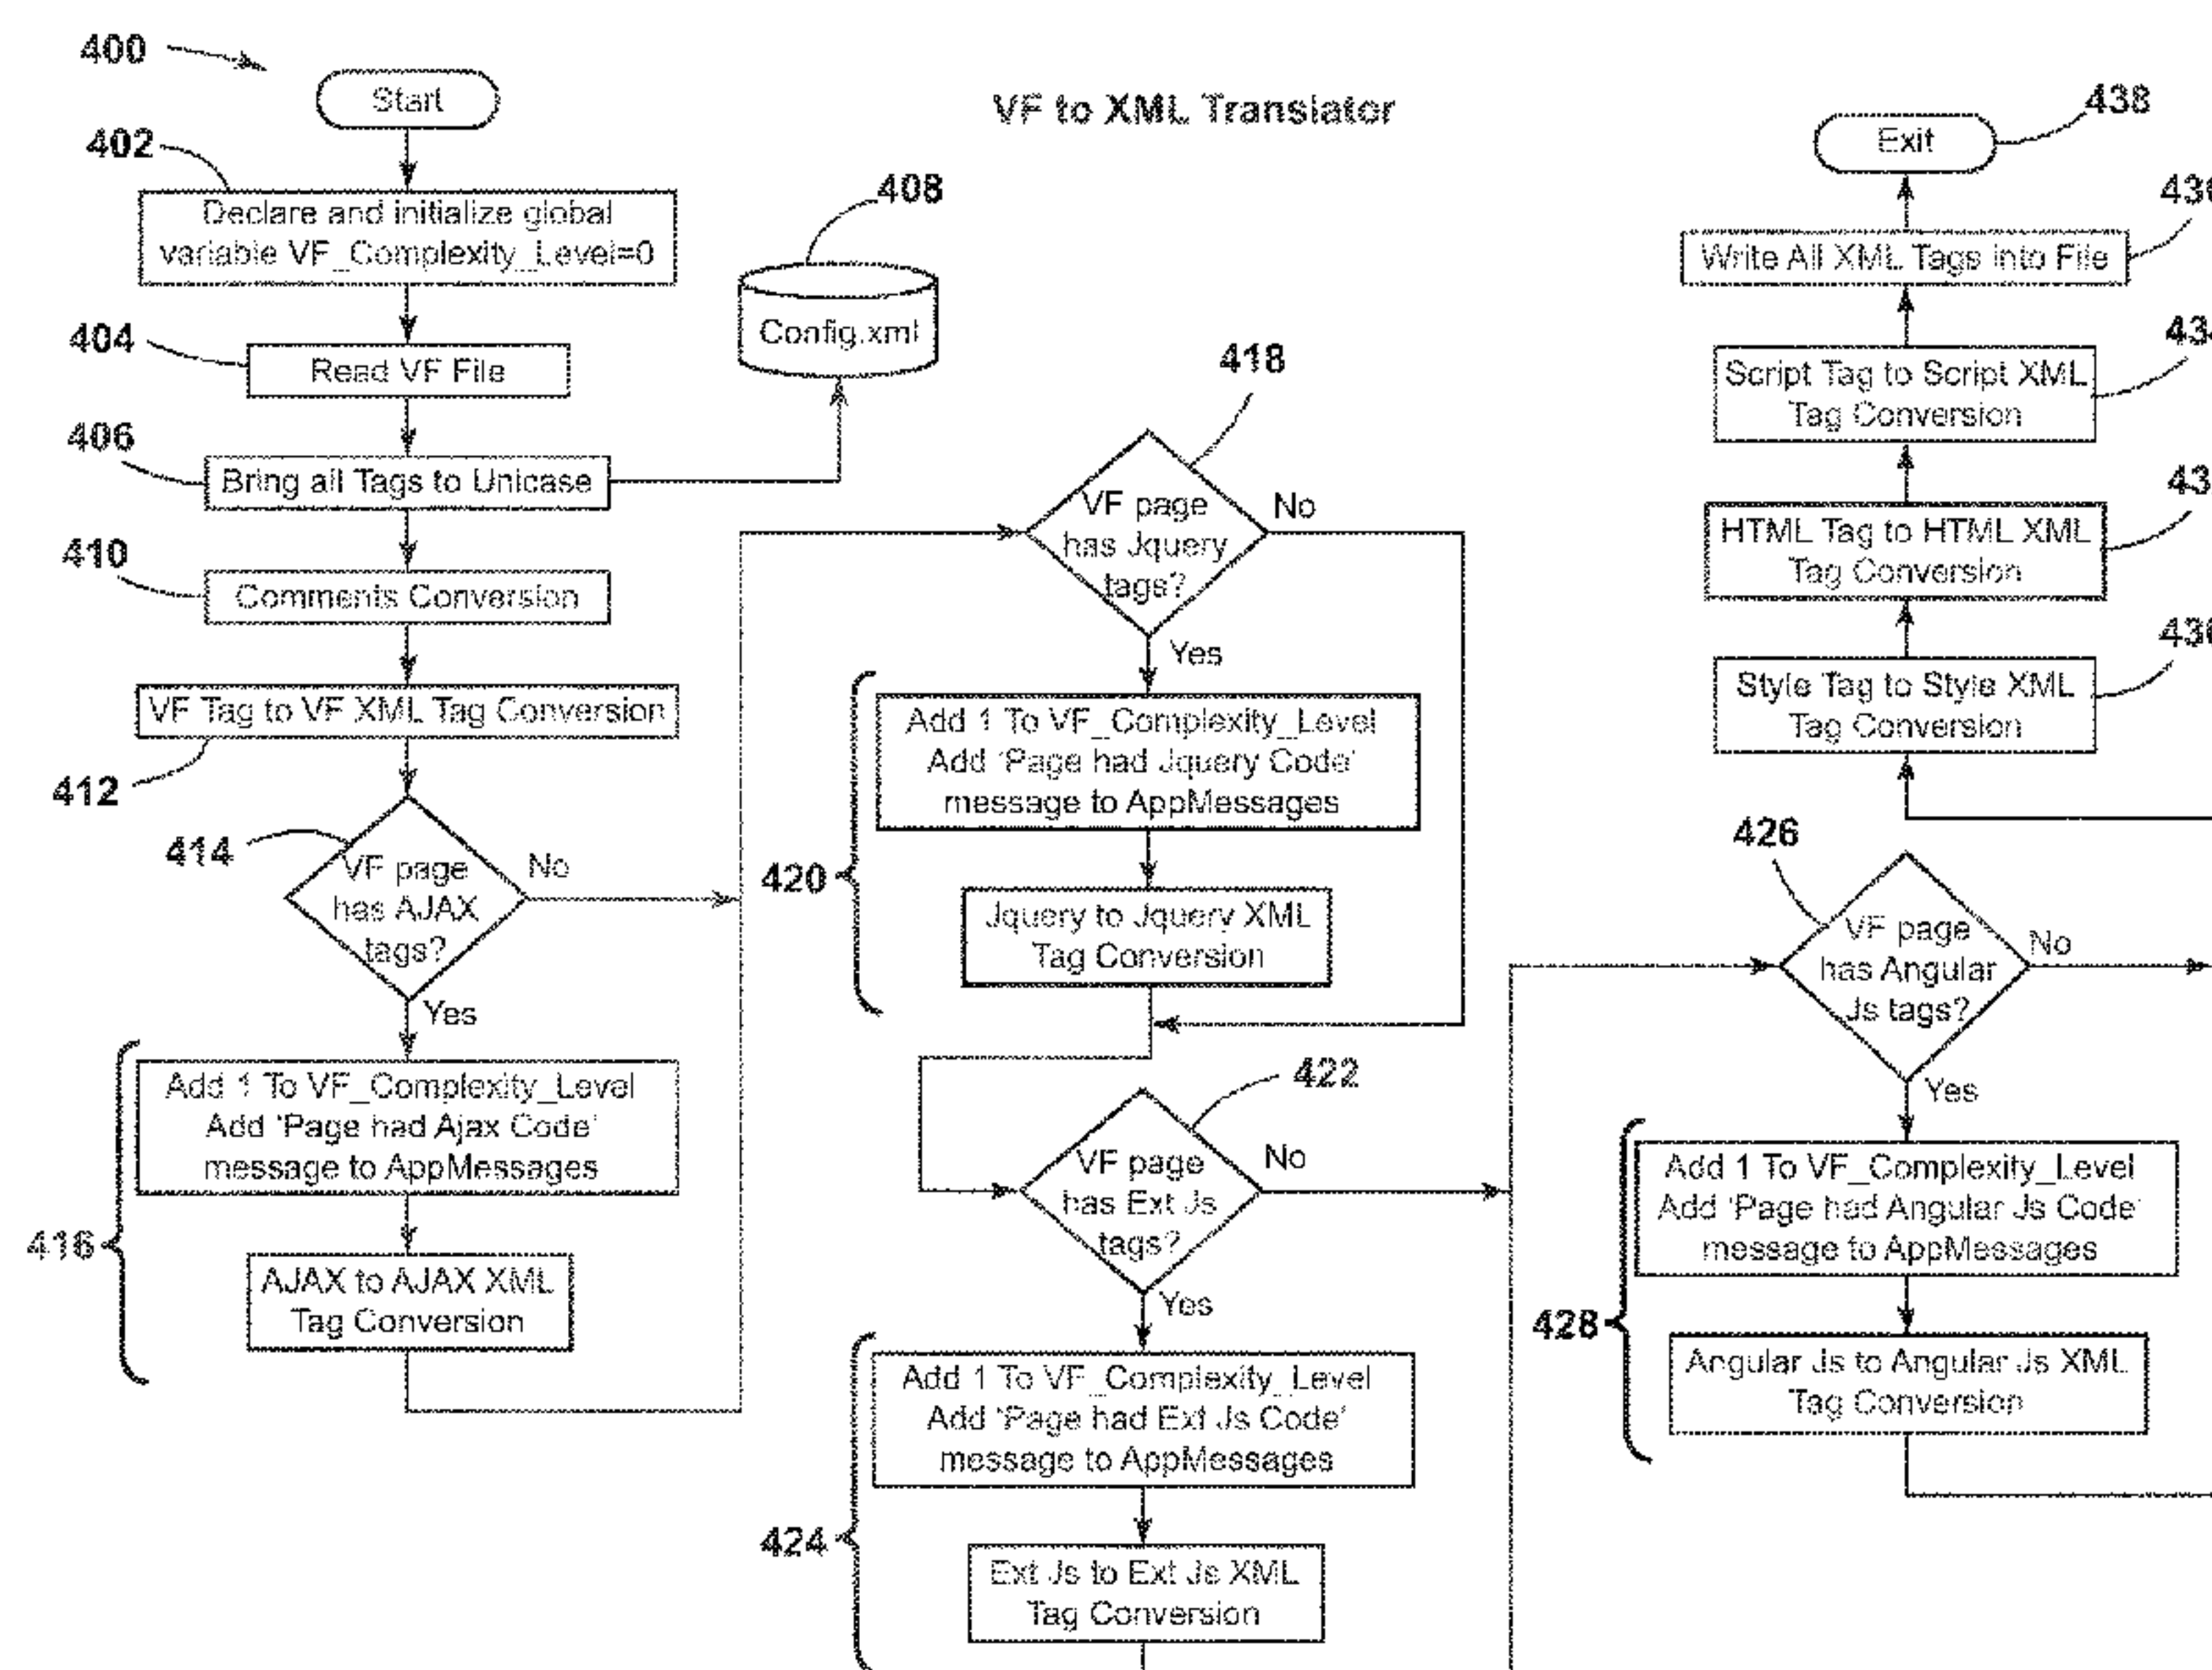 400
Start
402
Declare and initialize global
variable VF_Complexity_Level=0
404
Read VF File
406
Bring all Tags to Unicase
410
Comments Conversion
VF Tag to VF XML Tag Conversion
412
414
VF page
has AJAX
tags?
No
Yes
416
Add 1 To VF_Complexity_Level
Add 'Page had Ajax Code'
message to AppMessages
AJAX to AJAX XML
Tag Conversion
VF to XML Translator
408
Config.xml
418
VF page
has Jquery
tags?
No
Yes
420
Add 1 To VF_Complexity_Level
Add 'Page had Jquery Code'
message to AppMessages
Jquery to Jquery XML
Tag Conversion
422
VF page
has Ext Js
tags?
No
Yes
424
Add 1 To VF_Complexity_Level
Add 'Page had Ext Js Code'
message to AppMessages
Ext Js to Ext Js XML
Tag Conversion
438
Exit
Write All XML Tags into File
Script Tag to Script XML
Tag Conversion
HTML Tag to HTML XML
Tag Conversion
Style Tag to Style XML
Tag Conversion
426
VF page
has Angular
Js tags?
No
Yes
428
Add 1 To VF_Complexity_Level
Add 'Page had Angular Js Code'
message to AppMessages
Angular Js to Angular Js XML
Tag Conversion